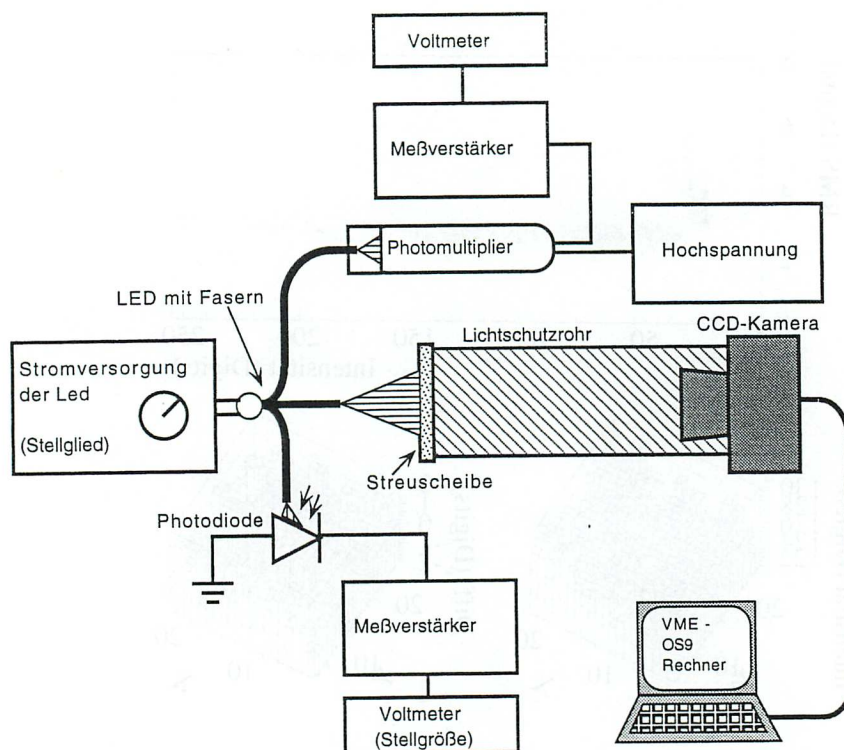 Voltmeter
Meßverstärker
Photomultiplier
Hochspannung
LED mit Fasern
Lichtschutzrohr
CCD-Kamera
Stromversorgung
der Led
(Stellglied)
Streuscheibe
Photodiode
Meßverstärker
VME -
OS9
Rechner
Voltmeter
(Stellgröße)